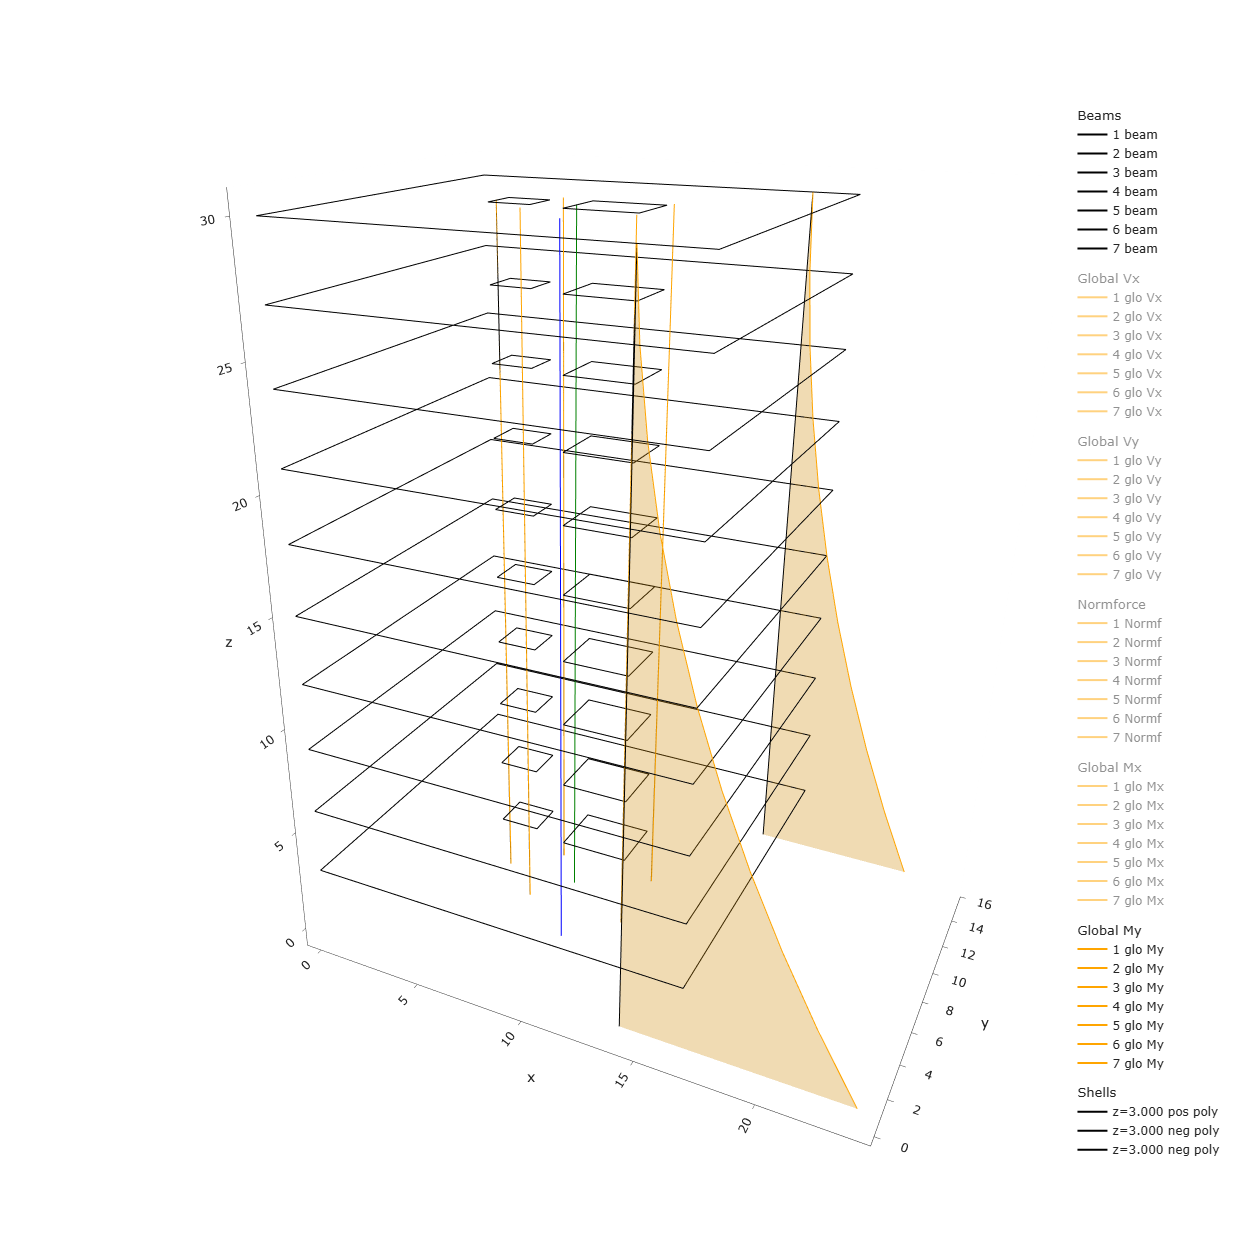 30
25
20
15
z
10
5
0
0
5
10
15
20
x
16
14
12
10
8
y
6
4
2
0
Beams
1 beam
2 beam
3 beam
4 beam
5 beam
6 beam
7 beam
Global Vx
1 glo Vx
2 glo Vx
3 glo Vx
4 glo Vx
5 glo Vx
6 glo Vx
7 glo Vx
Global Vy
1 glo Vy
2 glo Vy
3 glo Vy
4 glo Vy
5 glo Vy
6 glo Vy
7 glo Vy
Normforce
1 Normf
2 Normf
3 Normf
4 Normf
5 Normf
6 Normf
7 Normf
Global Mx
1 glo Mx
2 glo Mx
3 glo Mx
4 glo Mx
5 glo Mx
6 glo Mx
7 glo Mx
Global My
1 glo My
2 glo My
3 glo My
4 glo My
5 glo My
6 glo My
7 glo My
Shells
z=3.000 pos poly
z=3.000 neg poly
z=3.000 neg poly